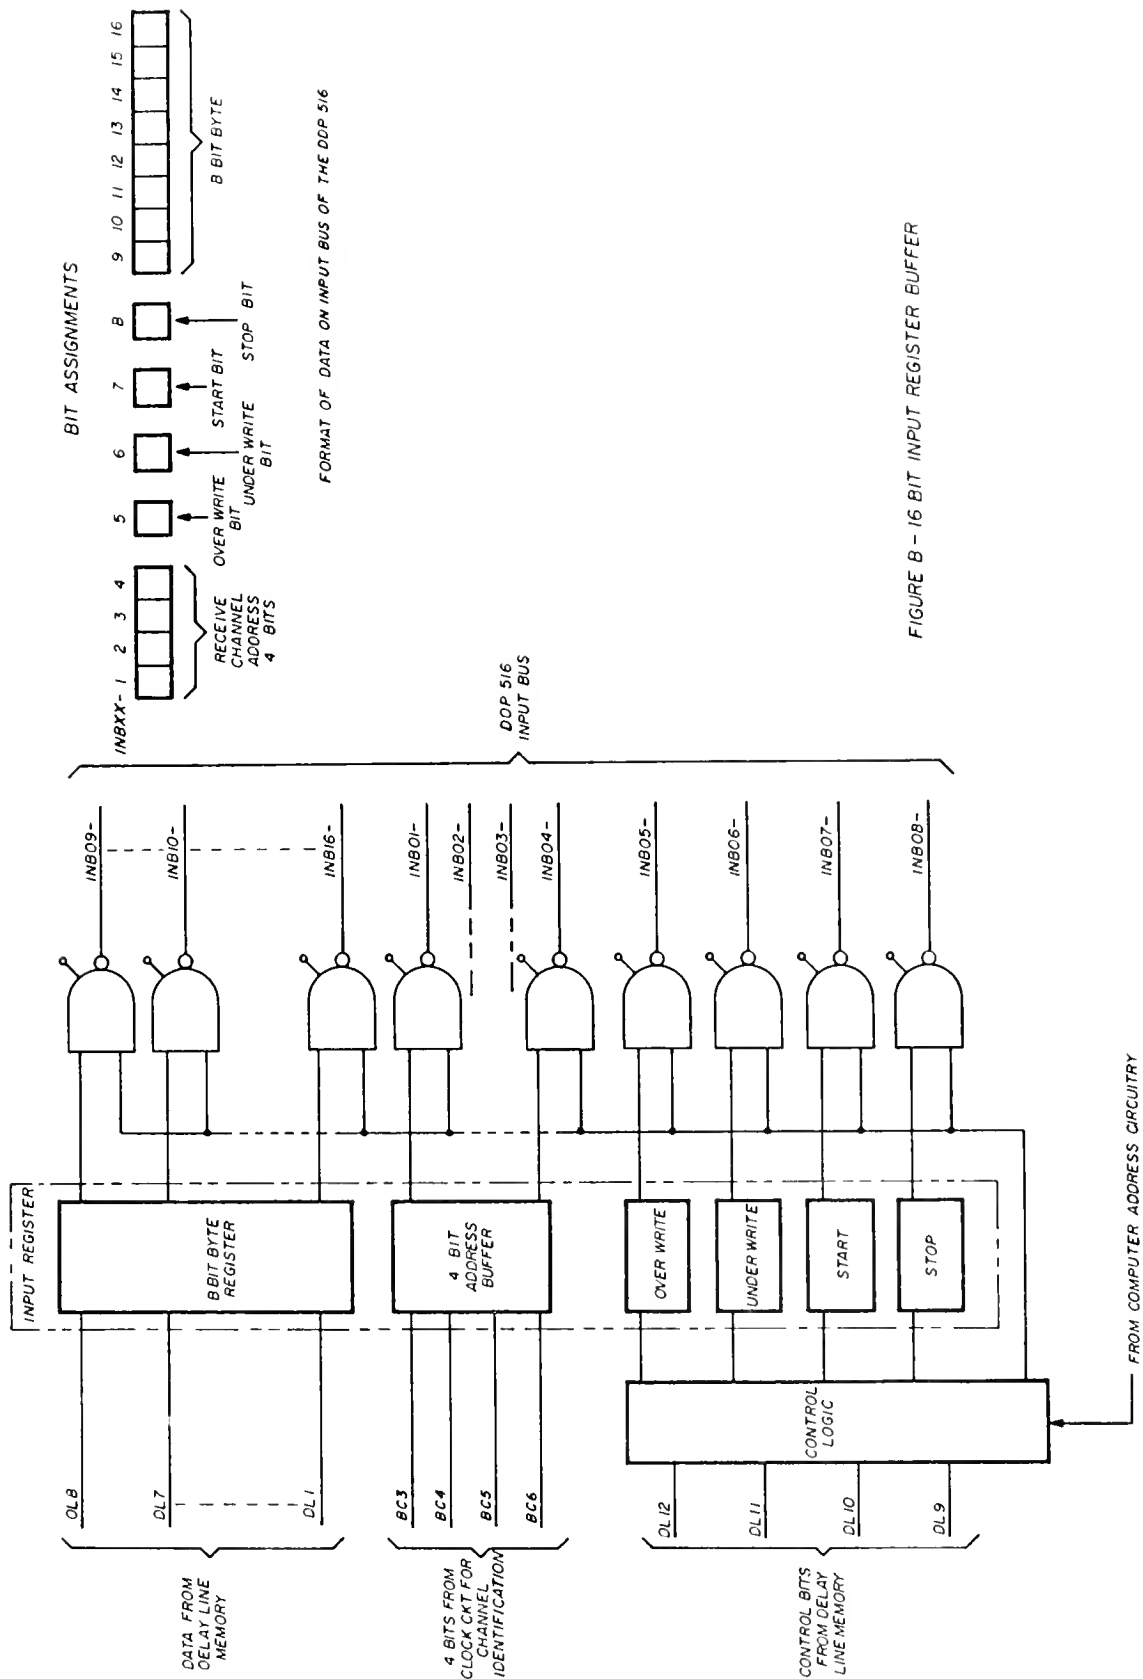 BIT ASSIGNMENTS
INBXX- 1 2 3 4 5 6 7 8 9 10 11 12 13 14 15 16
RECEIVE
CHANNEL
ADDRESS
4 BITS
OVER WRITE
BIT
UNDER WRITE
BIT
START BIT
STOP BIT
8 BIT BYTE
FORMAT OF DATA ON INPUT BUS OF THE DDP 516
DATA FROM
DELAY LINE
MEMORY
DL8
DL7
DL1
INPUT REGISTER
8 BIT BYTE
REGISTER
INB09-
INB10-
INB16-
4 BITS FROM
CLOCK CKT FOR
CHANNEL
IDENTIFICATION
BC3
BC4
BC5
BC6
4 BIT
ADDRESS
BUFFER
INB01-
INB02-
INB03-
INB04-
DDP 516
INPUT BUS
CONTROL BITS
FROM DELAY
LINE MEMORY
DL12
DL11
DL10
DL9
CONTROL
LOGIC
OVER WRITE
UNDER WRITE
START
STOP
INB05-
INB06-
INB07-
INB08-
FROM COMPUTER ADDRESS CIRCUITRY
FIGURE 8 - 16 BIT INPUT REGISTER BUFFER